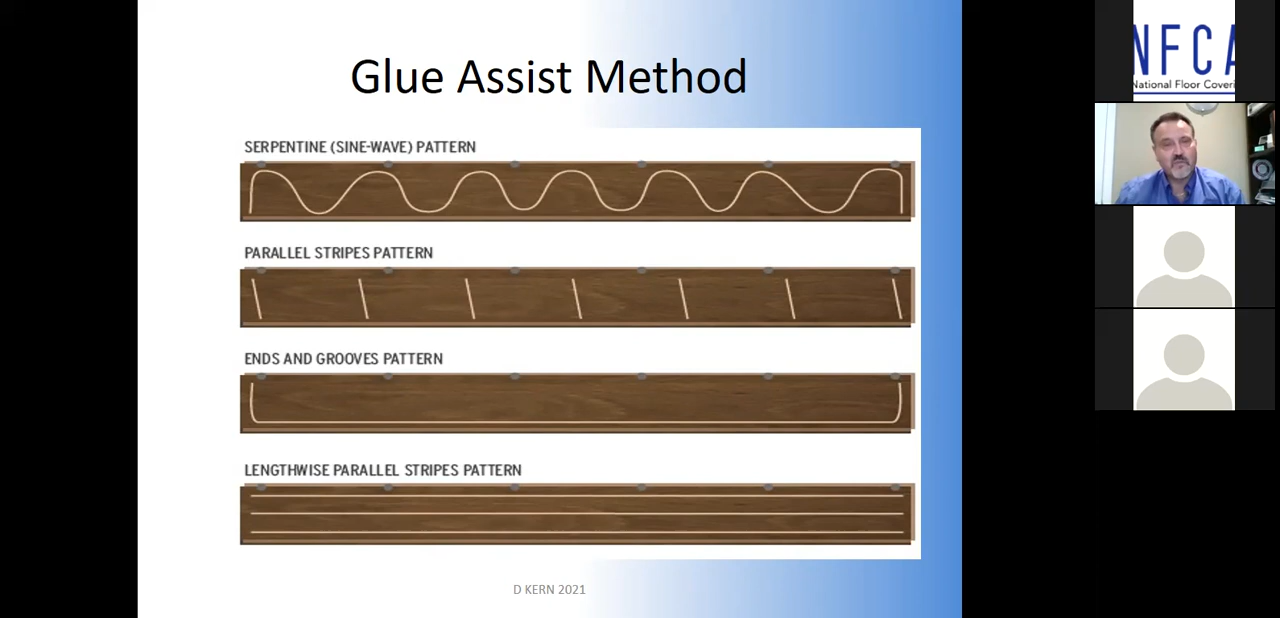 Glue Assist Method
SERPENTINE (SINE-WAVE) PATTERN
PARALLEL STRIPES PATTERN
ENDS AND GROOVES PATTERN
LENGTHWISE PARALLEL STRIPES PATTERN
D KERN 2021
NFCA
National Floor Coveri